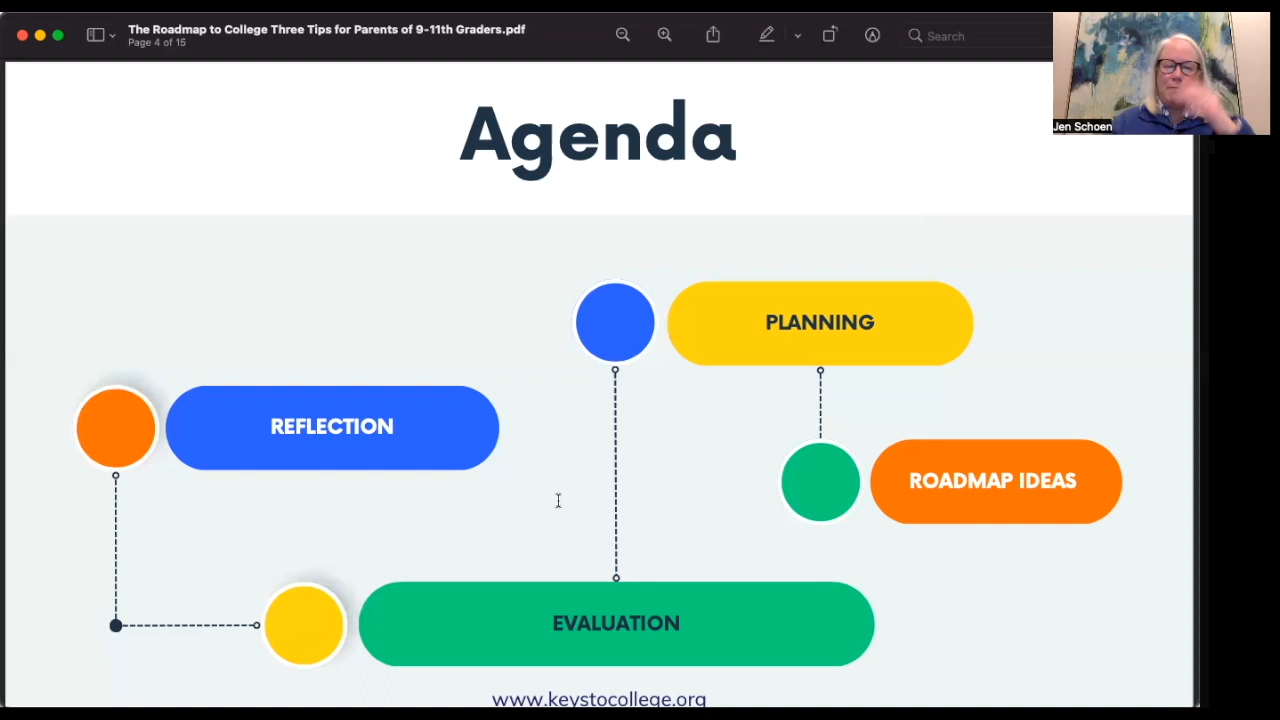 The Roadmap to College Three Tips for Parents of 9-11th Graders.pdf
Page 4 of 15
Search
Jen Schoen
Agenda
PLANNING
REFLECTION
ROADMAP IDEAS
EVALUATION
www.keystocollege.org